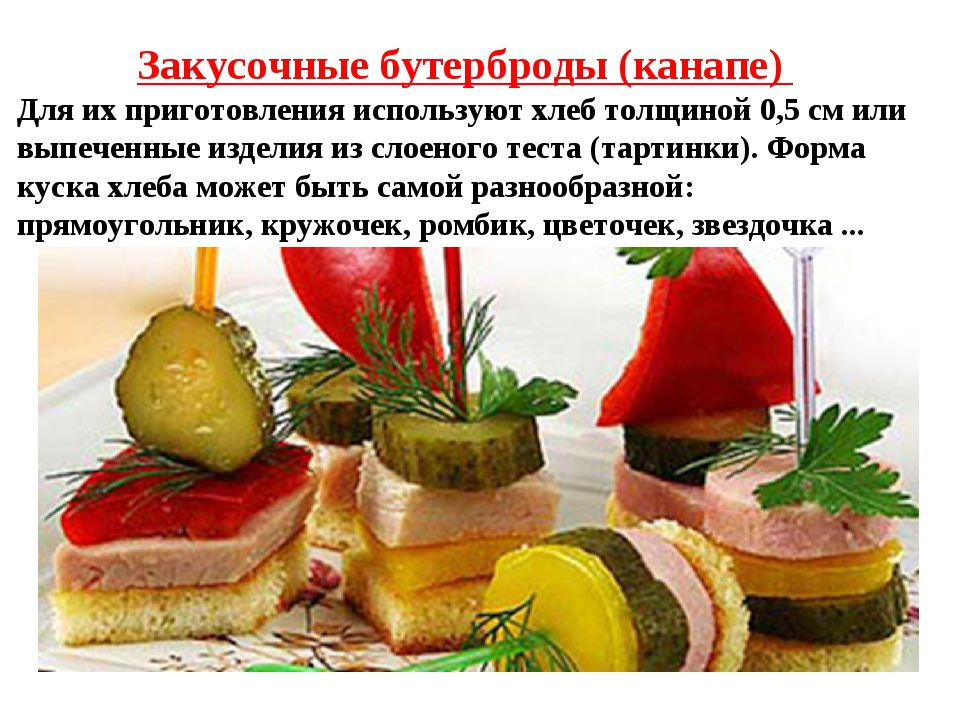 Закусочные бутерброды (канапе)
Для их приготовления используют хлеб толщиной 0,5 см или
выпеченные изделия из слоеного теста (тартинки). Форма
куска хлеба может быть самой разнообразной:
прямоугольник, кружочек, ромбик, цветочек, звездочка ...